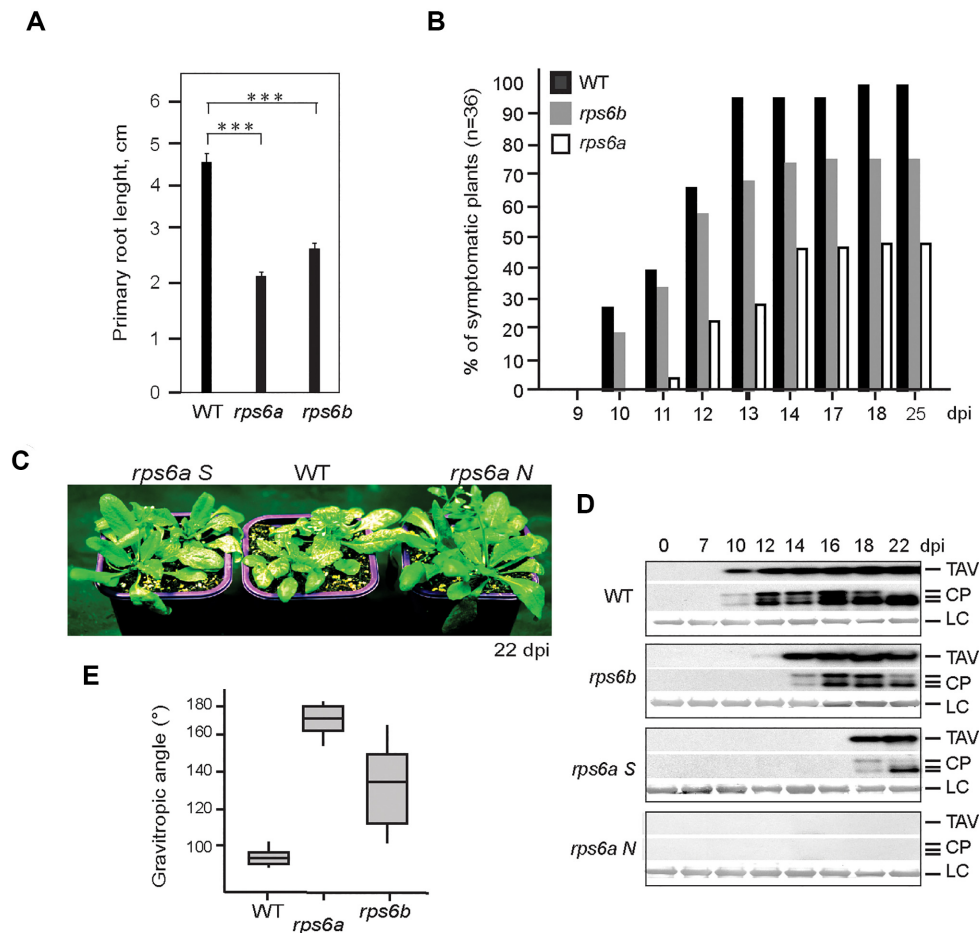 A
Primary root lenght, cm
6
5
4
3
2
1
0
***
***
WT rps6a rps6b
B
% of symptomatic plants (n=36)
100
90
80
70
60
50
40
30
20
10
0
WT
rps6b
rps6a
9 10 11 12 13 14 17 18 25 dpi
C
rps6a S WT rps6a N
22 dpi
D
0 7 10 12 14 16 18 22 dpi
WT
TAV
CP
LC
rps6b
TAV
CP
LC
rps6a S
TAV
CP
LC
rps6a N
TAV
CP
LC
E
Gravitropic angle (°)
180
160
140
120
100
WT rps6a rps6b